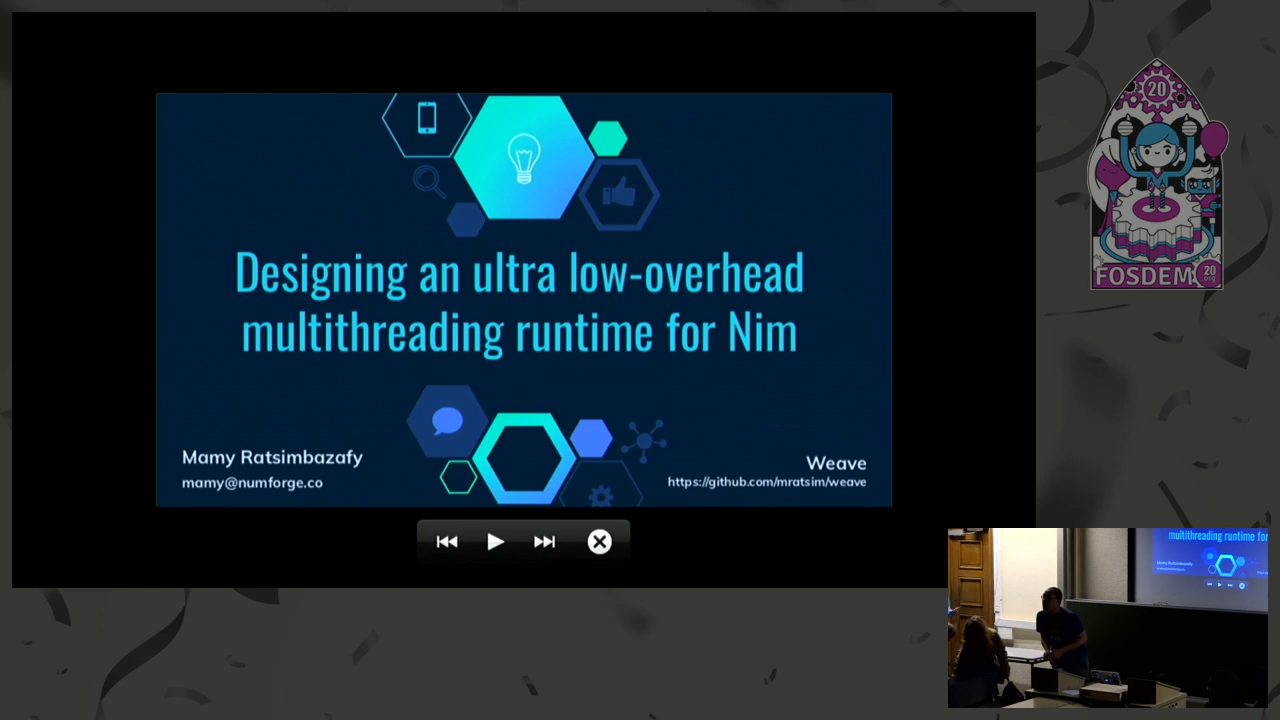 Designing an ultra low-overhead
multithreading runtime for Nim
Mamy Ratsimbazafy
mamy@numforge.co
Weave
https://github.com/mratsim/weave
20
FOSDEM
20
.org
multithreading runtime for